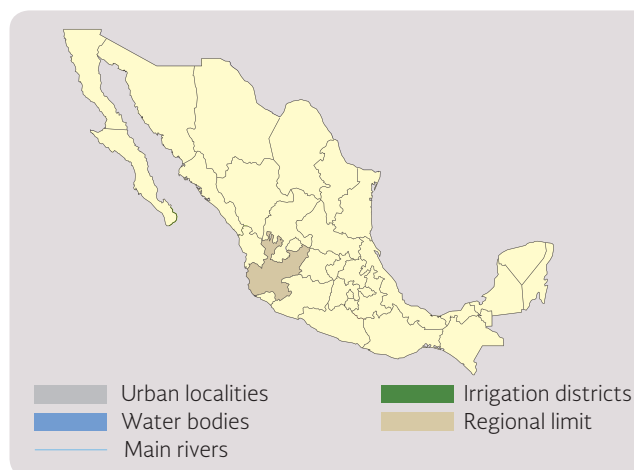 Urban localities
Irrigation districts
Water bodies
Regional limit
Main rivers